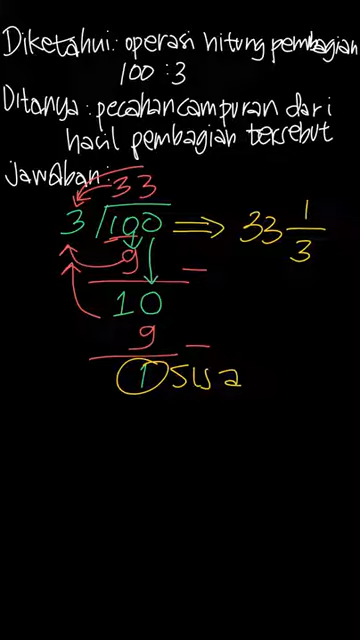 Diketahui : operasi hitung pembagian
100 : 3
Ditanya : pecahan campuran dari
hasil pembagian tersebut
Jawaban :
33
3 100 ⇒ 33 1/3
9 –
10
9 –
1 sisa